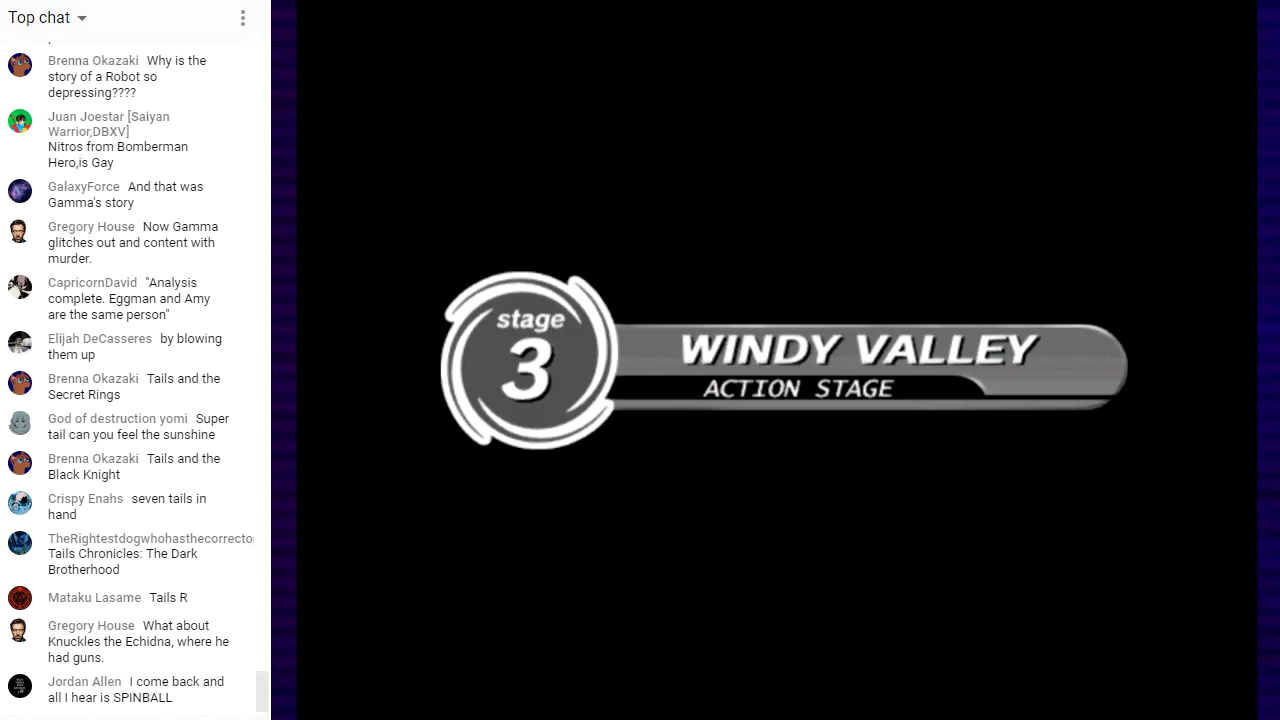 Top chat
Brenna Okazaki Why is the
story of a Robot so
depressing????
Juan Joestar [Saiyan
Warrior,DBXV]
Nitros from Bomberman
Hero,is Gay
GalaxyForce And that was
Gamma's story
Gregory House Now Gamma
glitches out and content with
murder.
CapricornDavid "Analysis
complete. Eggman and Amy
are the same person"
Elijah DeCasseres by blowing
them up
Brenna Okazaki Tails and the
Secret Rings
God of destruction yomi Super
tail can you feel the sunshine
Brenna Okazaki Tails and the
Black Knight
Crispy Enahs seven tails in
hand
TheRightestdogwhohasthecorrecto
Tails Chronicles: The Dark
Brotherhood
Mataku Lasame Tails R
Gregory House What about
Knuckles the Echidna, where he
had guns.
Jordan Allen I come back and
all I hear is SPINBALL
stage
3
WINDY VALLEY
ACTION STAGE